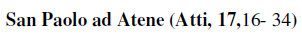 San Paolo ad Atene (Atti, 17,16- 34)